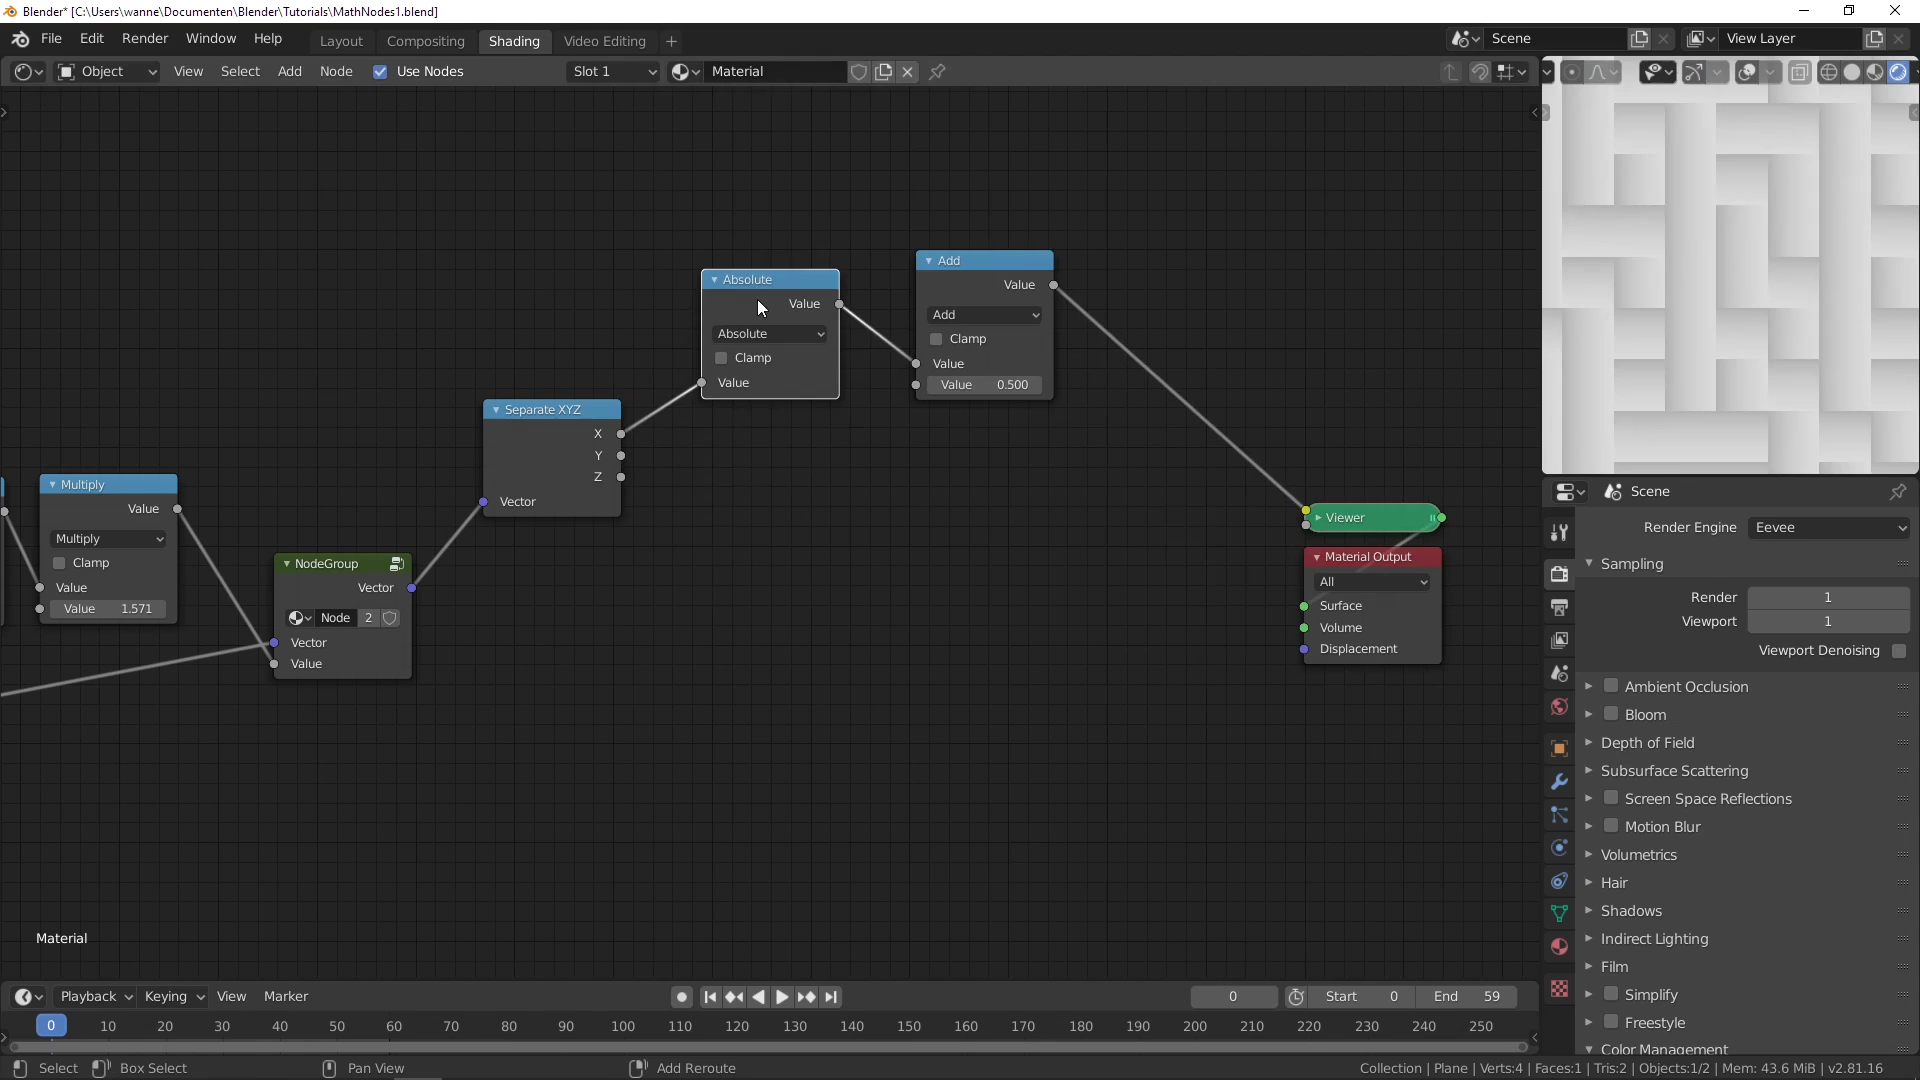 Blender* [C:\Users\wanne\Documenten\Blender\Tutorials\MathNodes1.blend]
File Edit Render Window Help Layout Compositing Shading Video Editing + Scene View Layer
Object View Select Add Node Use Nodes Slot 1 Material
Absolute
Value
Absolute
Clamp
Value
Add
Value
Add
Clamp
Value
Value 0.500
Separate XYZ
X
Y
Z
Vector
Multiply
Value
Multiply
Clamp
Value
Value 1.571
NodeGroup
Vector
Node 2
Vector
Value
Viewer
Material Output
All
Surface
Volume
Displacement
Material
Scene
Render Engine Eevee
Sampling
Render 1
Viewport 1
Viewport Denoising
Ambient Occlusion
Bloom
Depth of Field
Subsurface Scattering
Screen Space Reflections
Motion Blur
Volumetrics
Hair
Shadows
Indirect Lighting
Film
Simplify
Freestyle
Color Management
Playback Keying View Marker 0 Start 0 End 59
0 10 20 30 40 50 60 70 80 90 100 110 120 130 140 150 160 170 180 190 200 210 220 230 240 250
Select Box Select Pan View Add Reroute Collection | Plane | Verts:4 | Faces:1 | Tris:2 | Objects:1/2 | Mem: 43.6 MiB | v2.81.16